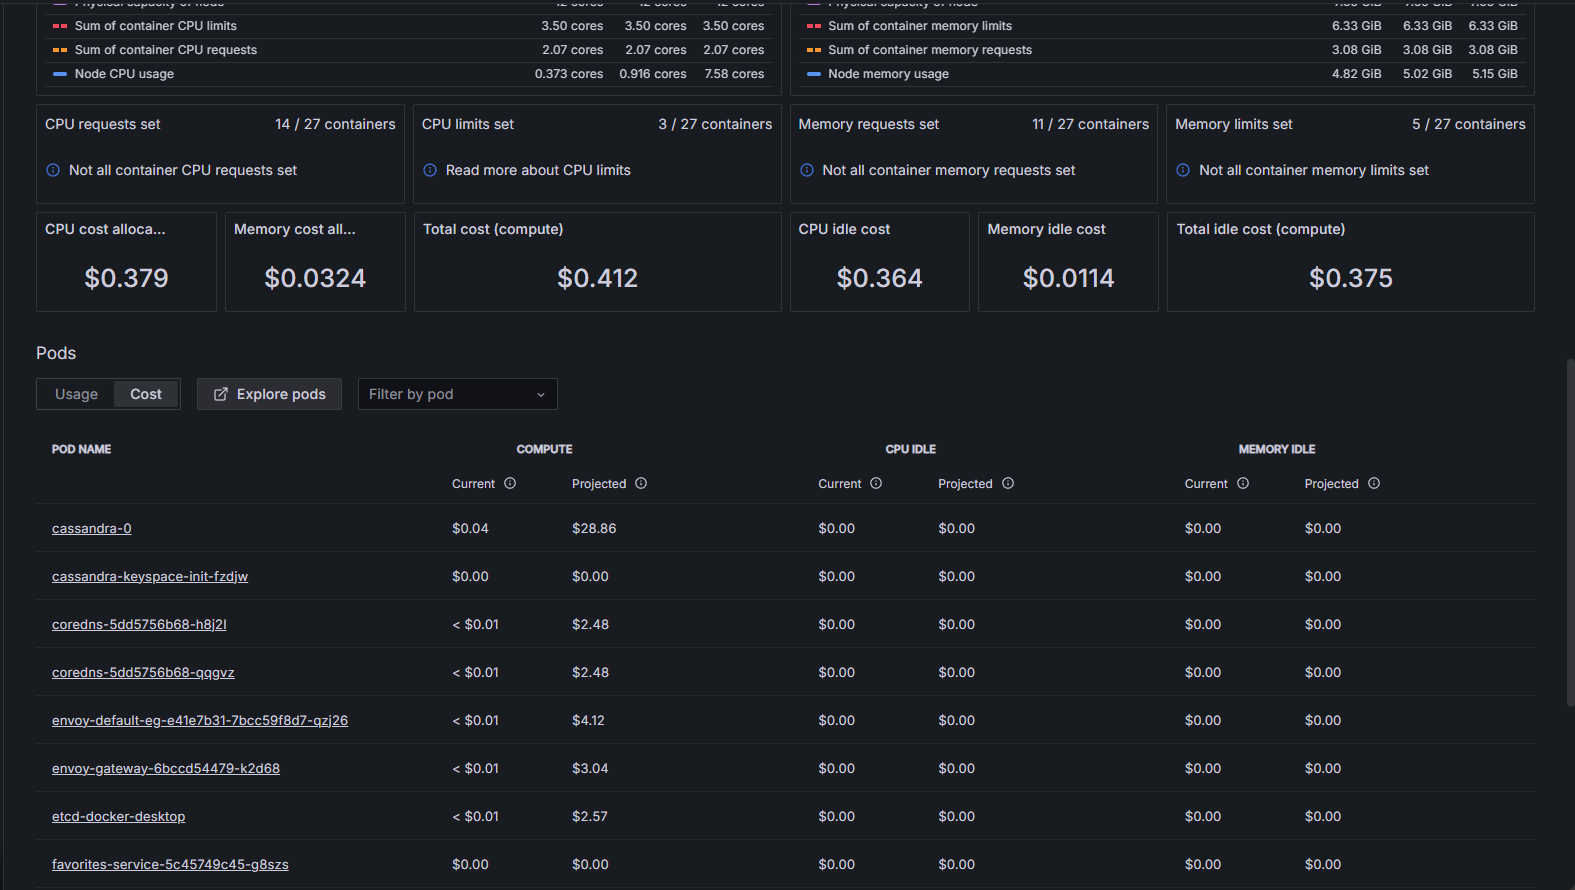 Physical capacity of node 12 cores 12 cores 12 cores
Sum of container CPU limits 3.50 cores 3.50 cores 3.50 cores
Sum of container CPU requests 2.07 cores 2.07 cores 2.07 cores
Node CPU usage 0.373 cores 0.916 cores 7.58 cores
Physical capacity of node
Sum of container memory limits 6.33 GiB 6.33 GiB 6.33 GiB
Sum of container memory requests 3.08 GiB 3.08 GiB 3.08 GiB
Node memory usage 4.82 GiB 5.02 GiB 5.15 GiB
CPU requests set 14 / 27 containers
Not all container CPU requests set
CPU limits set 3 / 27 containers
Read more about CPU limits
Memory requests set 11 / 27 containers
Not all container memory requests set
Memory limits set 5 / 27 containers
Not all container memory limits set
CPU cost alloca...
$0.379
Memory cost all...
$0.0324
Total cost (compute)
$0.412
CPU idle cost
$0.364
Memory idle cost
$0.0114
Total idle cost (compute)
$0.375
Pods
Usage Cost Explore pods Filter by pod
POD NAME COMPUTE CPU IDLE MEMORY IDLE
Current Projected Current Projected Current Projected
cassandra-0 $0.04 $28.86 $0.00 $0.00 $0.00 $0.00
cassandra-keyspace-init-fzdjw $0.00 $0.00 $0.00 $0.00 $0.00 $0.00
coredns-5dd5756b68-h8j2l < $0.01 $2.48 $0.00 $0.00 $0.00 $0.00
coredns-5dd5756b68-qqgvz < $0.01 $2.48 $0.00 $0.00 $0.00 $0.00
envoy-default-eg-e41e7b31-7bcc59f8d7-qzj26 < $0.01 $4.12 $0.00 $0.00 $0.00 $0.00
envoy-gateway-6bccd54479-k2d68 < $0.01 $3.04 $0.00 $0.00 $0.00 $0.00
etcd-docker-desktop < $0.01 $2.57 $0.00 $0.00 $0.00 $0.00
favorites-service-5c45749c45-g8szs $0.00 $0.00 $0.00 $0.00 $0.00 $0.00